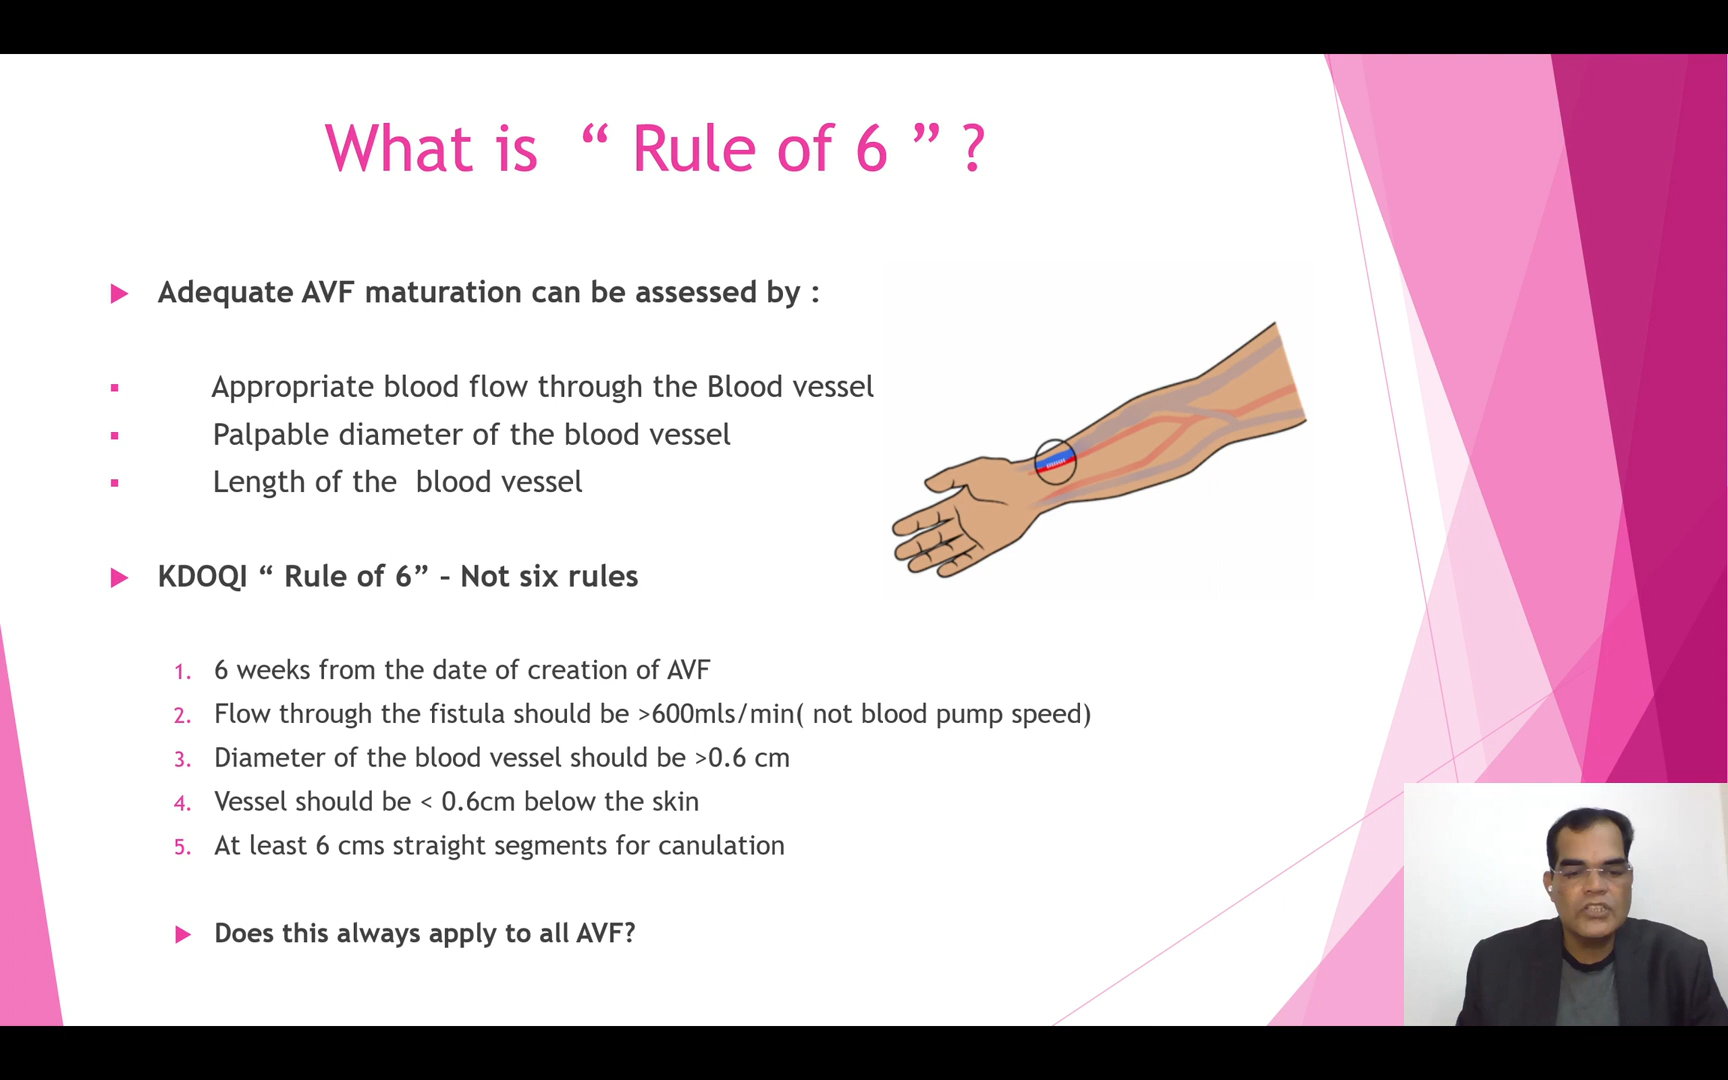 What is “ Rule of 6 ” ?
Adequate AVF maturation can be assessed by :
Appropriate blood flow through the Blood vessel
Palpable diameter of the blood vessel
Length of the blood vessel
KDOQI “ Rule of 6” – Not six rules
1. 6 weeks from the date of creation of AVF
2. Flow through the fistula should be >600mls/min( not blood pump speed)
3. Diameter of the blood vessel should be >0.6 cm
4. Vessel should be < 0.6cm below the skin
5. At least 6 cms straight segments for canulation
Does this always apply to all AVF?